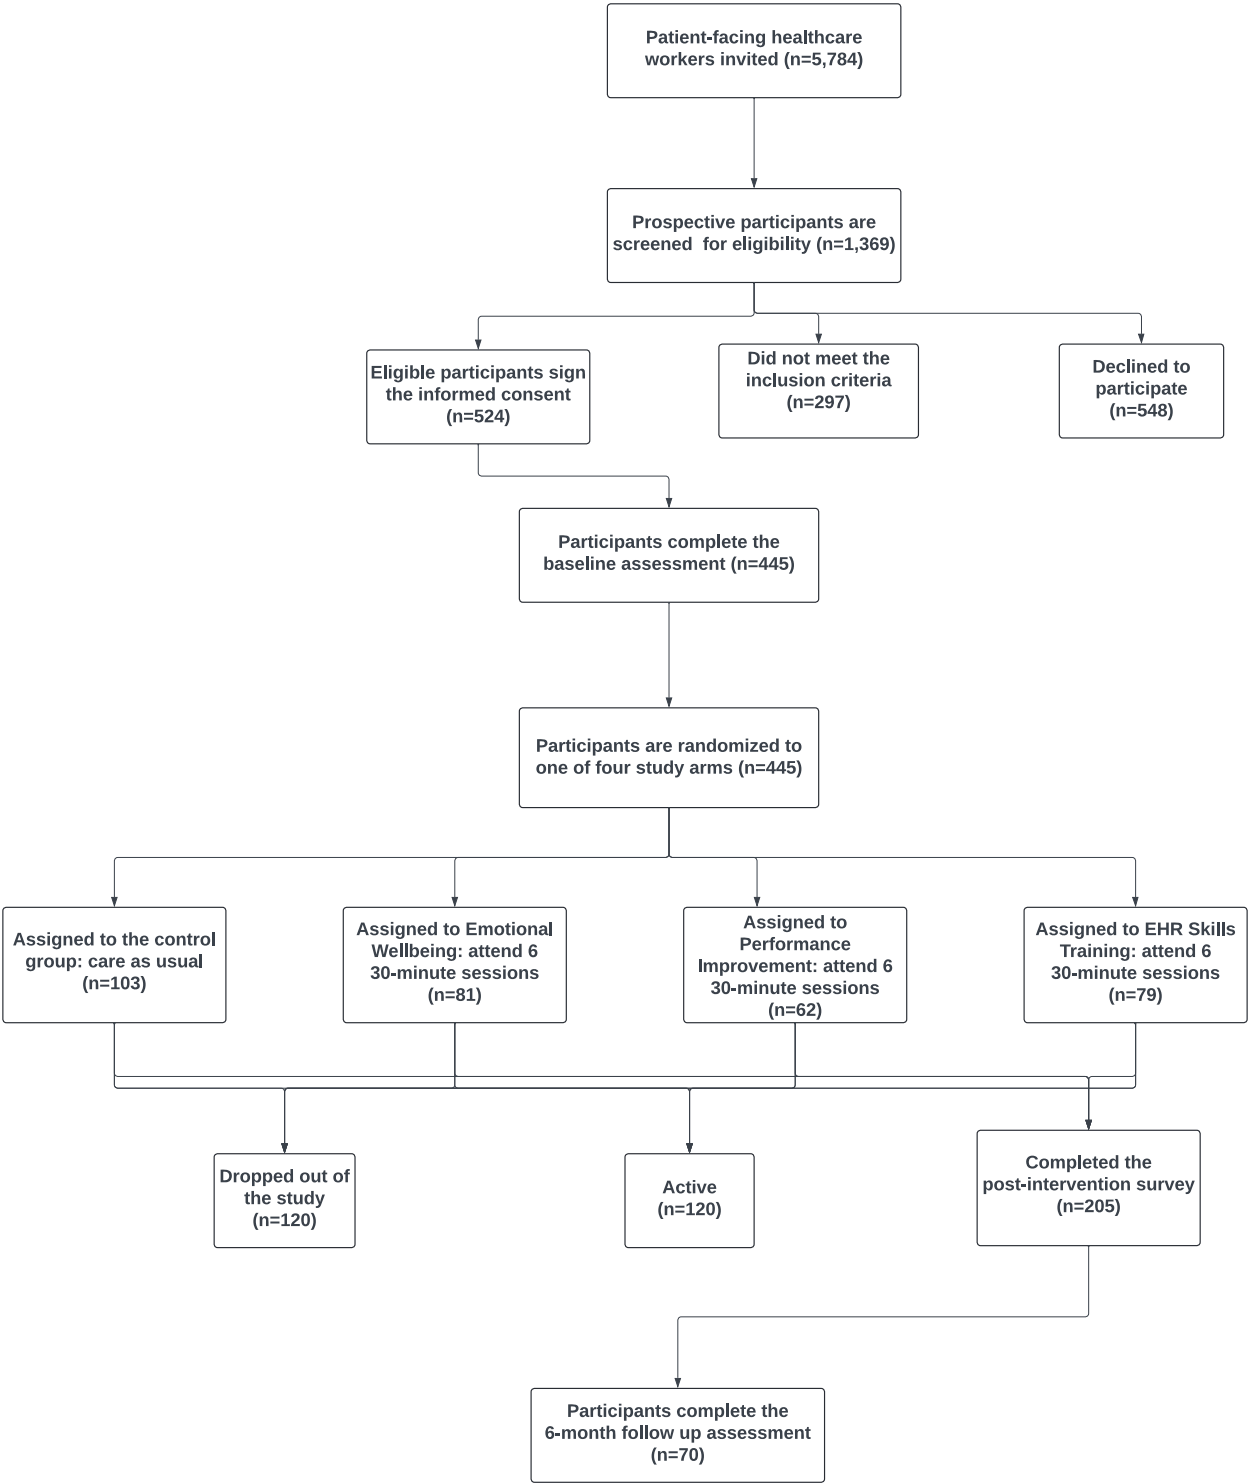 Patient-facing healthcare
workers invited (n=5,784)
Prospective participants are
screened for eligibility (n=1,369)
Eligible participants sign
the informed consent
(n=524)
Did not meet the
inclusion criteria
(n=297)
Declined to
participate
(n=548)
Participants complete the
baseline assessment (n=445)
Participants are randomized to
one of four study arms (n=445)
Assigned to the control
group: care as usual
(n=103)
Assigned to Emotional
Wellbeing: attend 6
30-minute sessions
(n=81)
Assigned to
Performance
Improvement: attend 6
30-minute sessions
(n=62)
Assigned to EHR Skills
Training: attend 6
30-minute sessions
(n=79)
Dropped out of
the study
(n=120)
Active
(n=120)
Completed the
post-intervention survey
(n=205)
Participants complete the
6-month follow up assessment
(n=70)